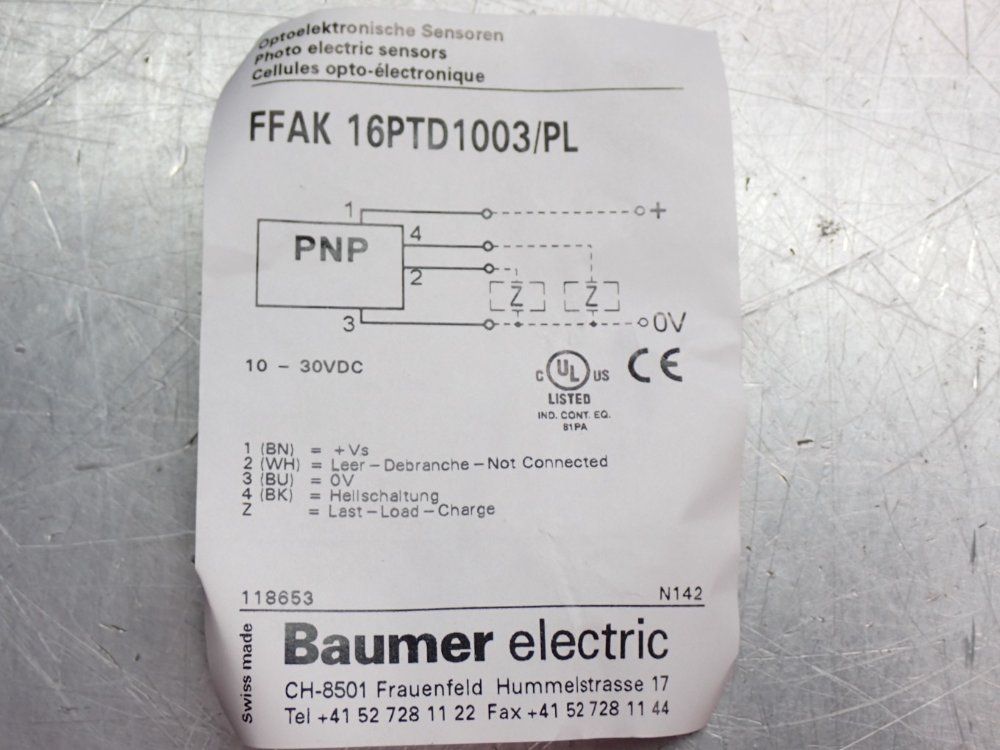 Optoelektronische Sensoren
Photo electric sensors
Cellules opto-électronique
FFAK 16PTD1003/PL
1 +
PNP 4
2
Z Z
3 0V
10 – 30VDC
C UL US CE
LISTED
IND. CONT. EQ.
81PA
1 (BN) = +Vs
2 (WH) = Leer–Debranche–Not Connected
3 (BU) = 0V
4 (BK) = Hellschaltung
Z = Last–Load–Charge
118653 N142
Swiss made
Baumer electric
CH-8501 Frauenfeld Hummelstrasse 17
Tel +41 52 728 11 22 Fax +41 52 728 11 44